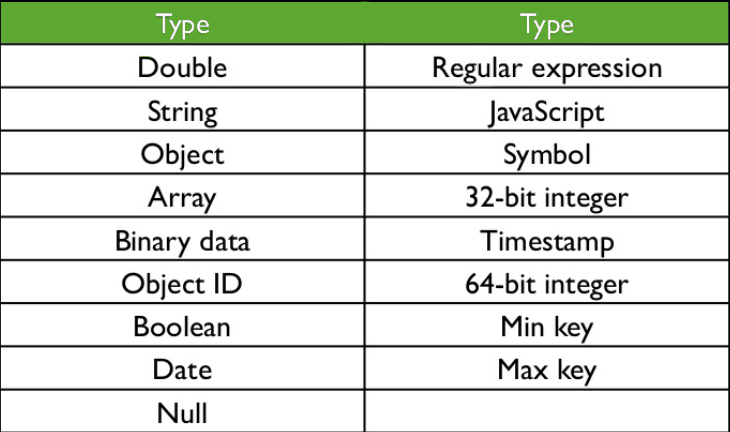 Type Type
Double Regular expression
String JavaScript
Object Symbol
Array 32-bit integer
Binary data Timestamp
Object ID 64-bit integer
Boolean Min key
Date Max key
Null